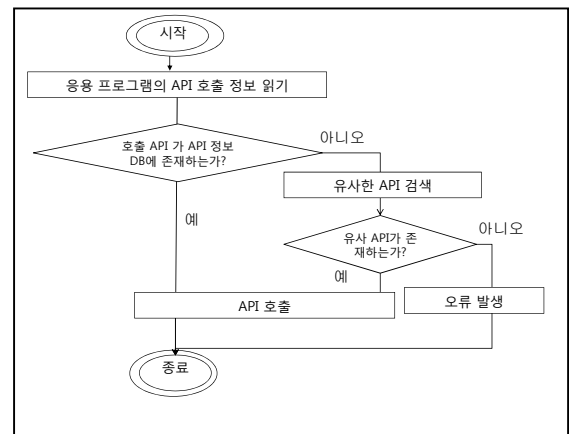 시작
응용 프로그램의 API 호출 정보 읽기
호출 API 가 API 정보
DB에 존재하는가?
아니오
유사한 API 검색
예
유사 API가 존
재하는가?
아니오
예
API 호출
오류 발생
종료